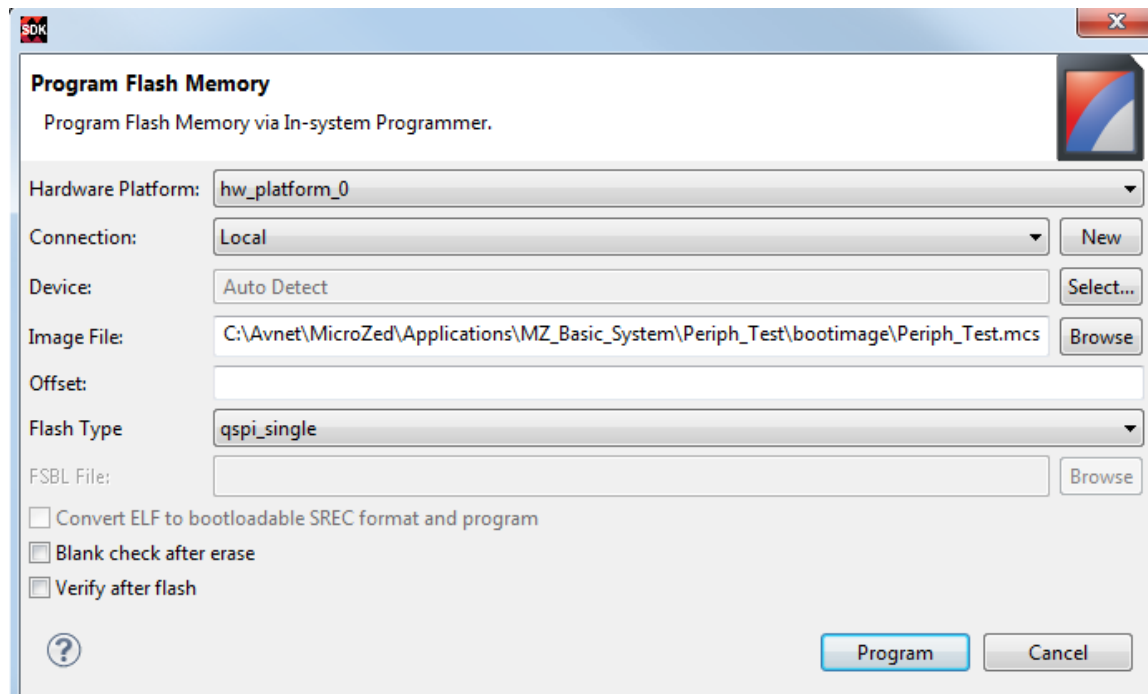 SDK
Program Flash Memory
Program Flash Memory via In-system Programmer.
Hardware Platform: hw_platform_0
Connection: Local New
Device: Auto Detect Select...
Image File: C:\Avnet\MicroZed\Applications\MZ_Basic_System\Periph_Test\bootimage\Periph_Test.mcs Browse
Offset:
Flash Type qspi_single
FSBL File: Browse
Convert ELF to bootloadable SREC format and program
Blank check after erase
Verify after flash
? Program Cancel